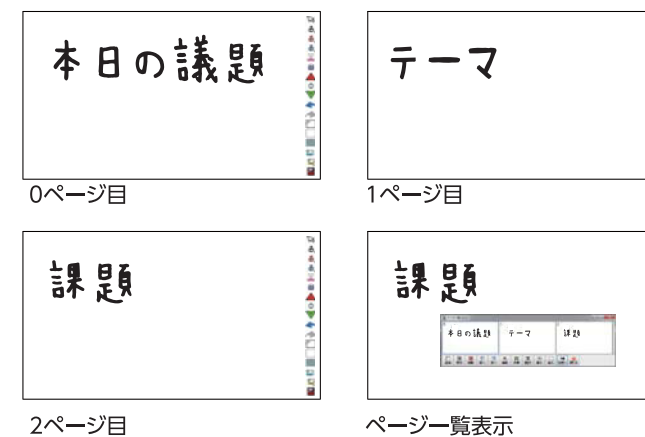 本日の議題
0ページ目
テーマ
1ページ目
課題
2ページ目
課題
本日の議題 テーマ 課題
ページ一覧表示